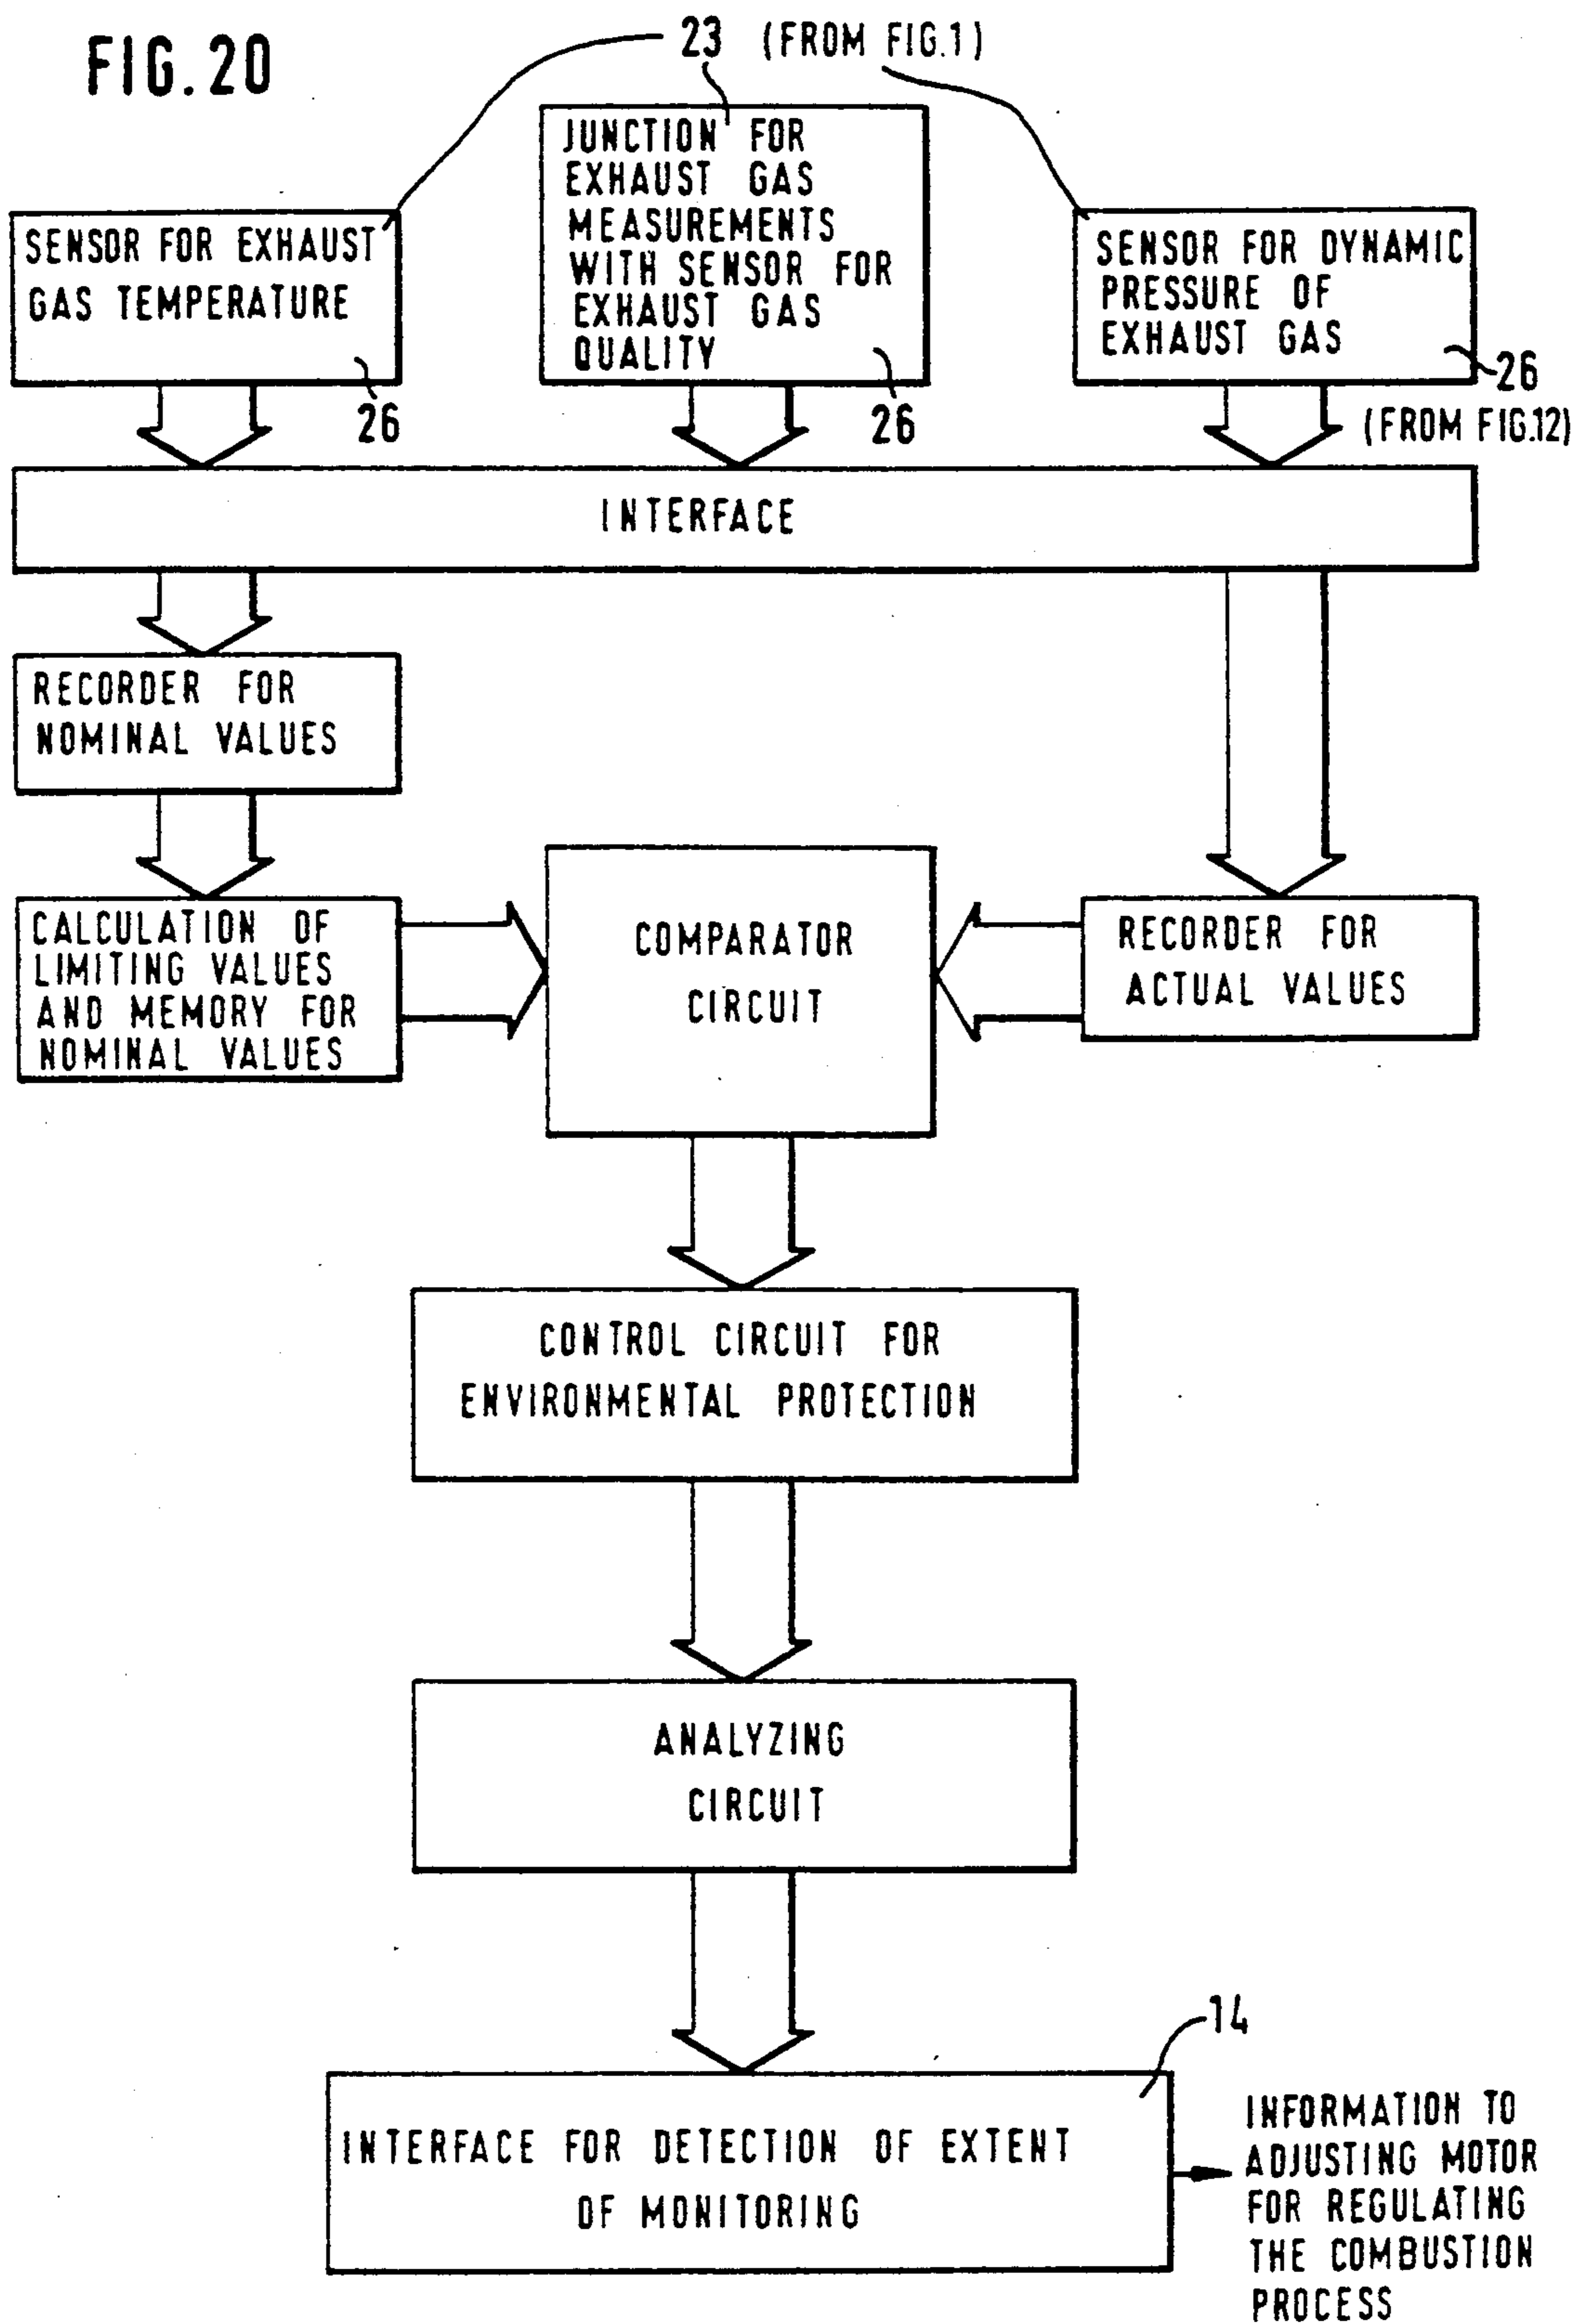 FIG. 20
23 (FROM FIG.1)
SENSOR FOR EXHAUST
GAS TEMPERATURE
26
JUNCTION FOR
EXHAUST GAS
MEASUREMENTS
WITH SENSOR FOR
EXHAUST GAS
QUALITY
26
SENSOR FOR DYNAMIC
PRESSURE OF
EXHAUST GAS
26
(FROM FIG.12)
INTERFACE
RECORDER FOR
NOMINAL VALUES
CALCULATION OF
LIMITING VALUES
AND MEMORY FOR
NOMINAL VALUES
COMPARATOR
CIRCUIT
RECORDER FOR
ACTUAL VALUES
CONTROL CIRCUIT FOR
ENVIRONMENTAL PROTECTION
ANALYZING
CIRCUIT
14
INTERFACE FOR DETECTION OF EXTENT
OF MONITORING
INFORMATION TO
ADJUSTING MOTOR
FOR REGULATING
THE COMBUSTION
PROCESS